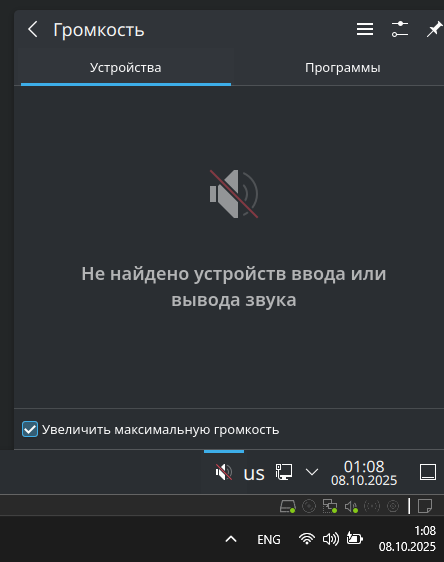 Громкость
Устройства
Программы
Не найдено устройств ввода или
вывода звука
Увеличить максимальную громкость
us
01:08
08.10.2025
ENG
1:08
08.10.2025